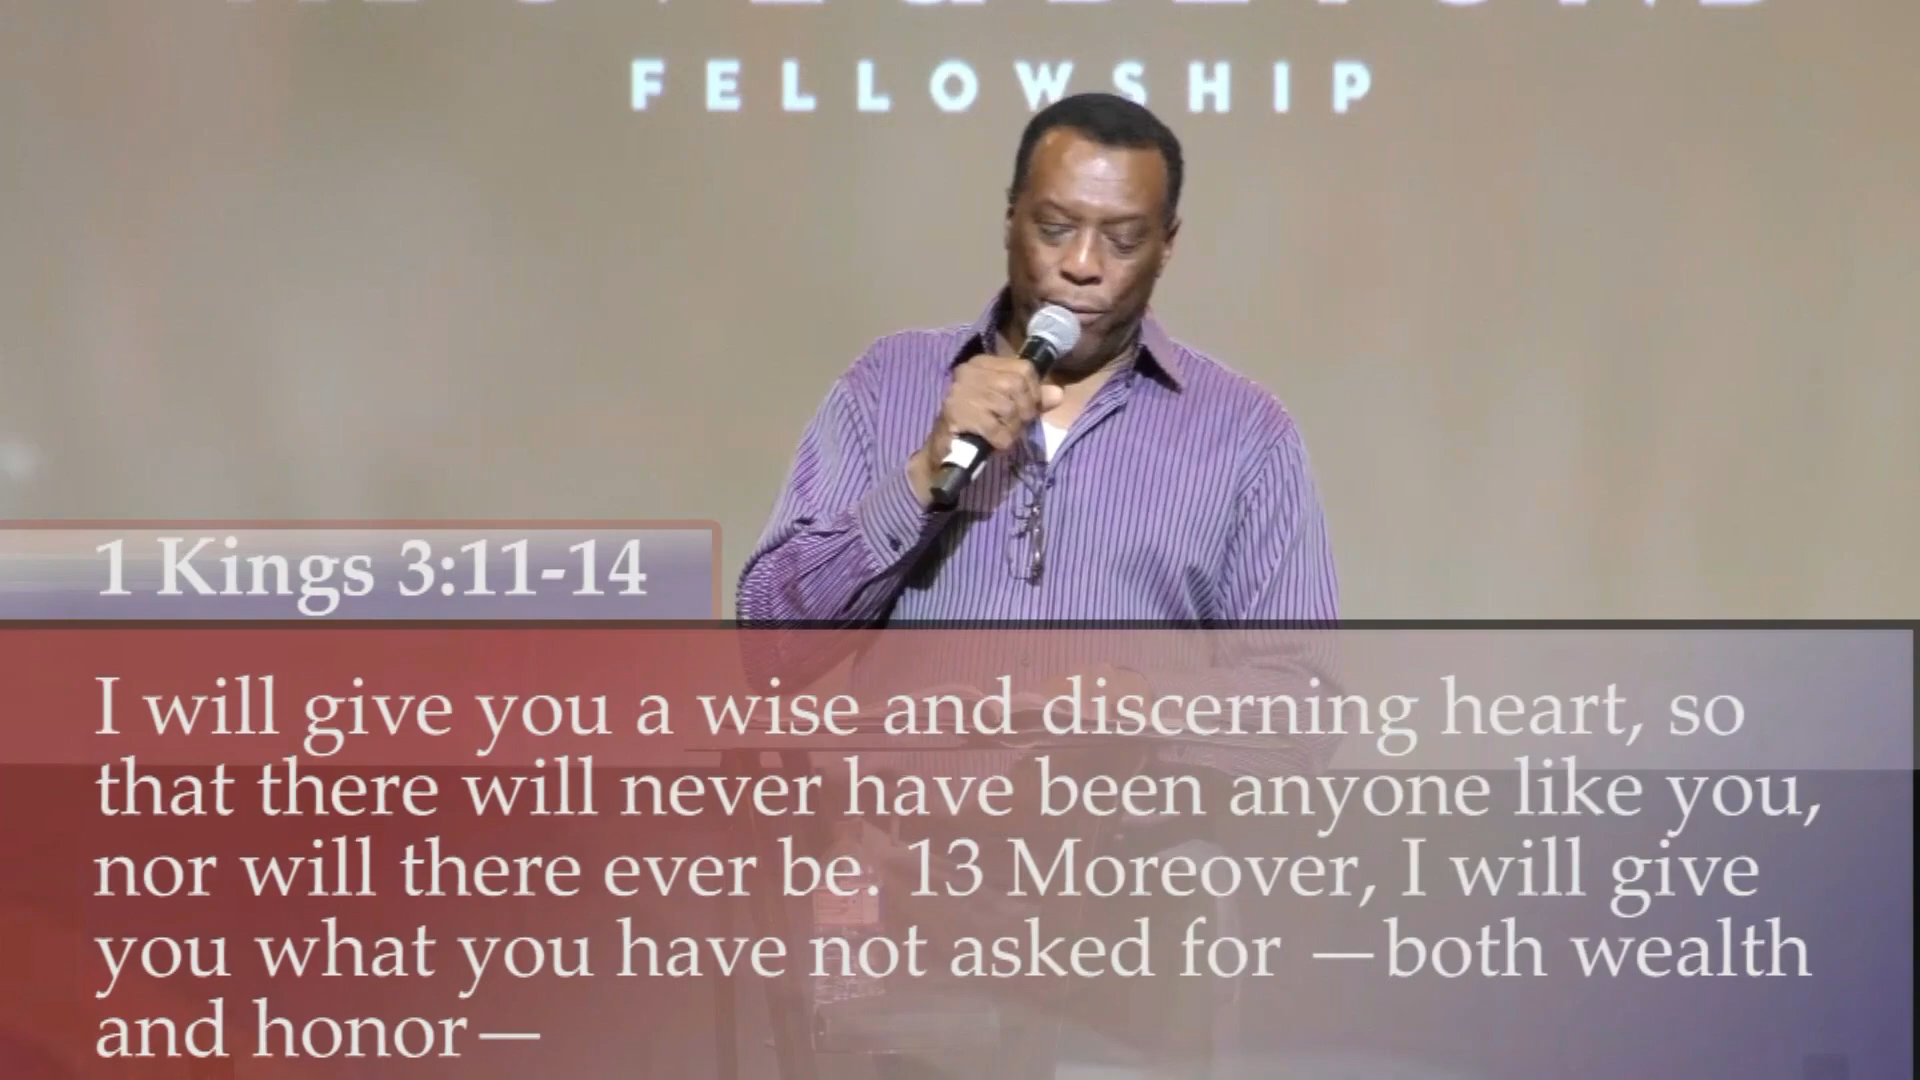 ABOVE & BEYOND
FELLOWSHIP
1 Kings 3:11-14
I will give you a wise and discerning heart, so
that there will never have been anyone like you,
nor will there ever be. 13 Moreover, I will give
you what you have not asked for —both wealth
and honor—